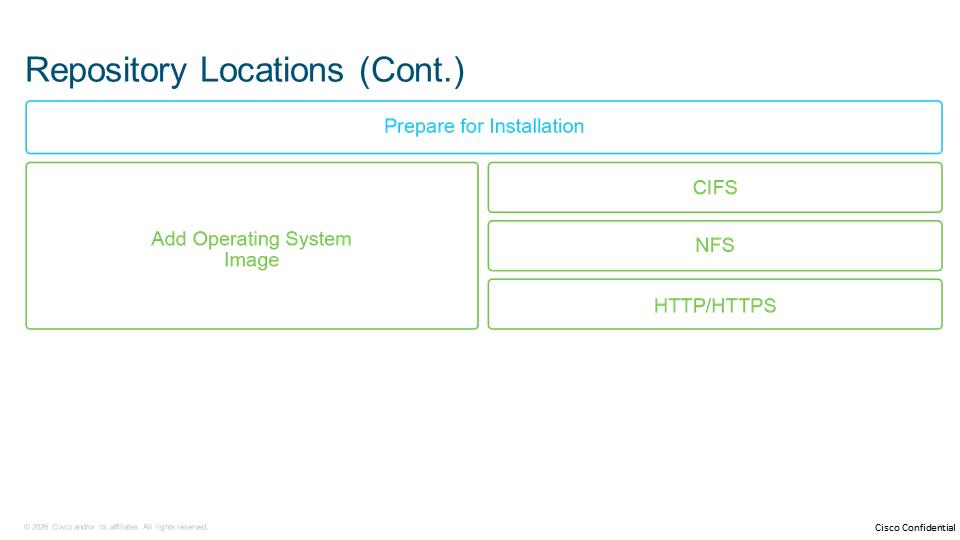 Repository Locations (Cont.)
Prepare for Installation
Add Operating System
Image
CIFS
NFS
HTTP/HTTPS
© 2026 Cisco and/or its affiliates. All rights reserved.
Cisco Confidential